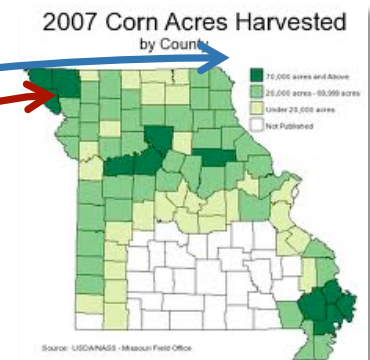 2007 Corn Acres Harvested
by County
70,000 acres and Above
20,000 acres - 69,999 acres
Under 20,000 acres
Not Published
Source: USDA/NASS - Missouri Field Office